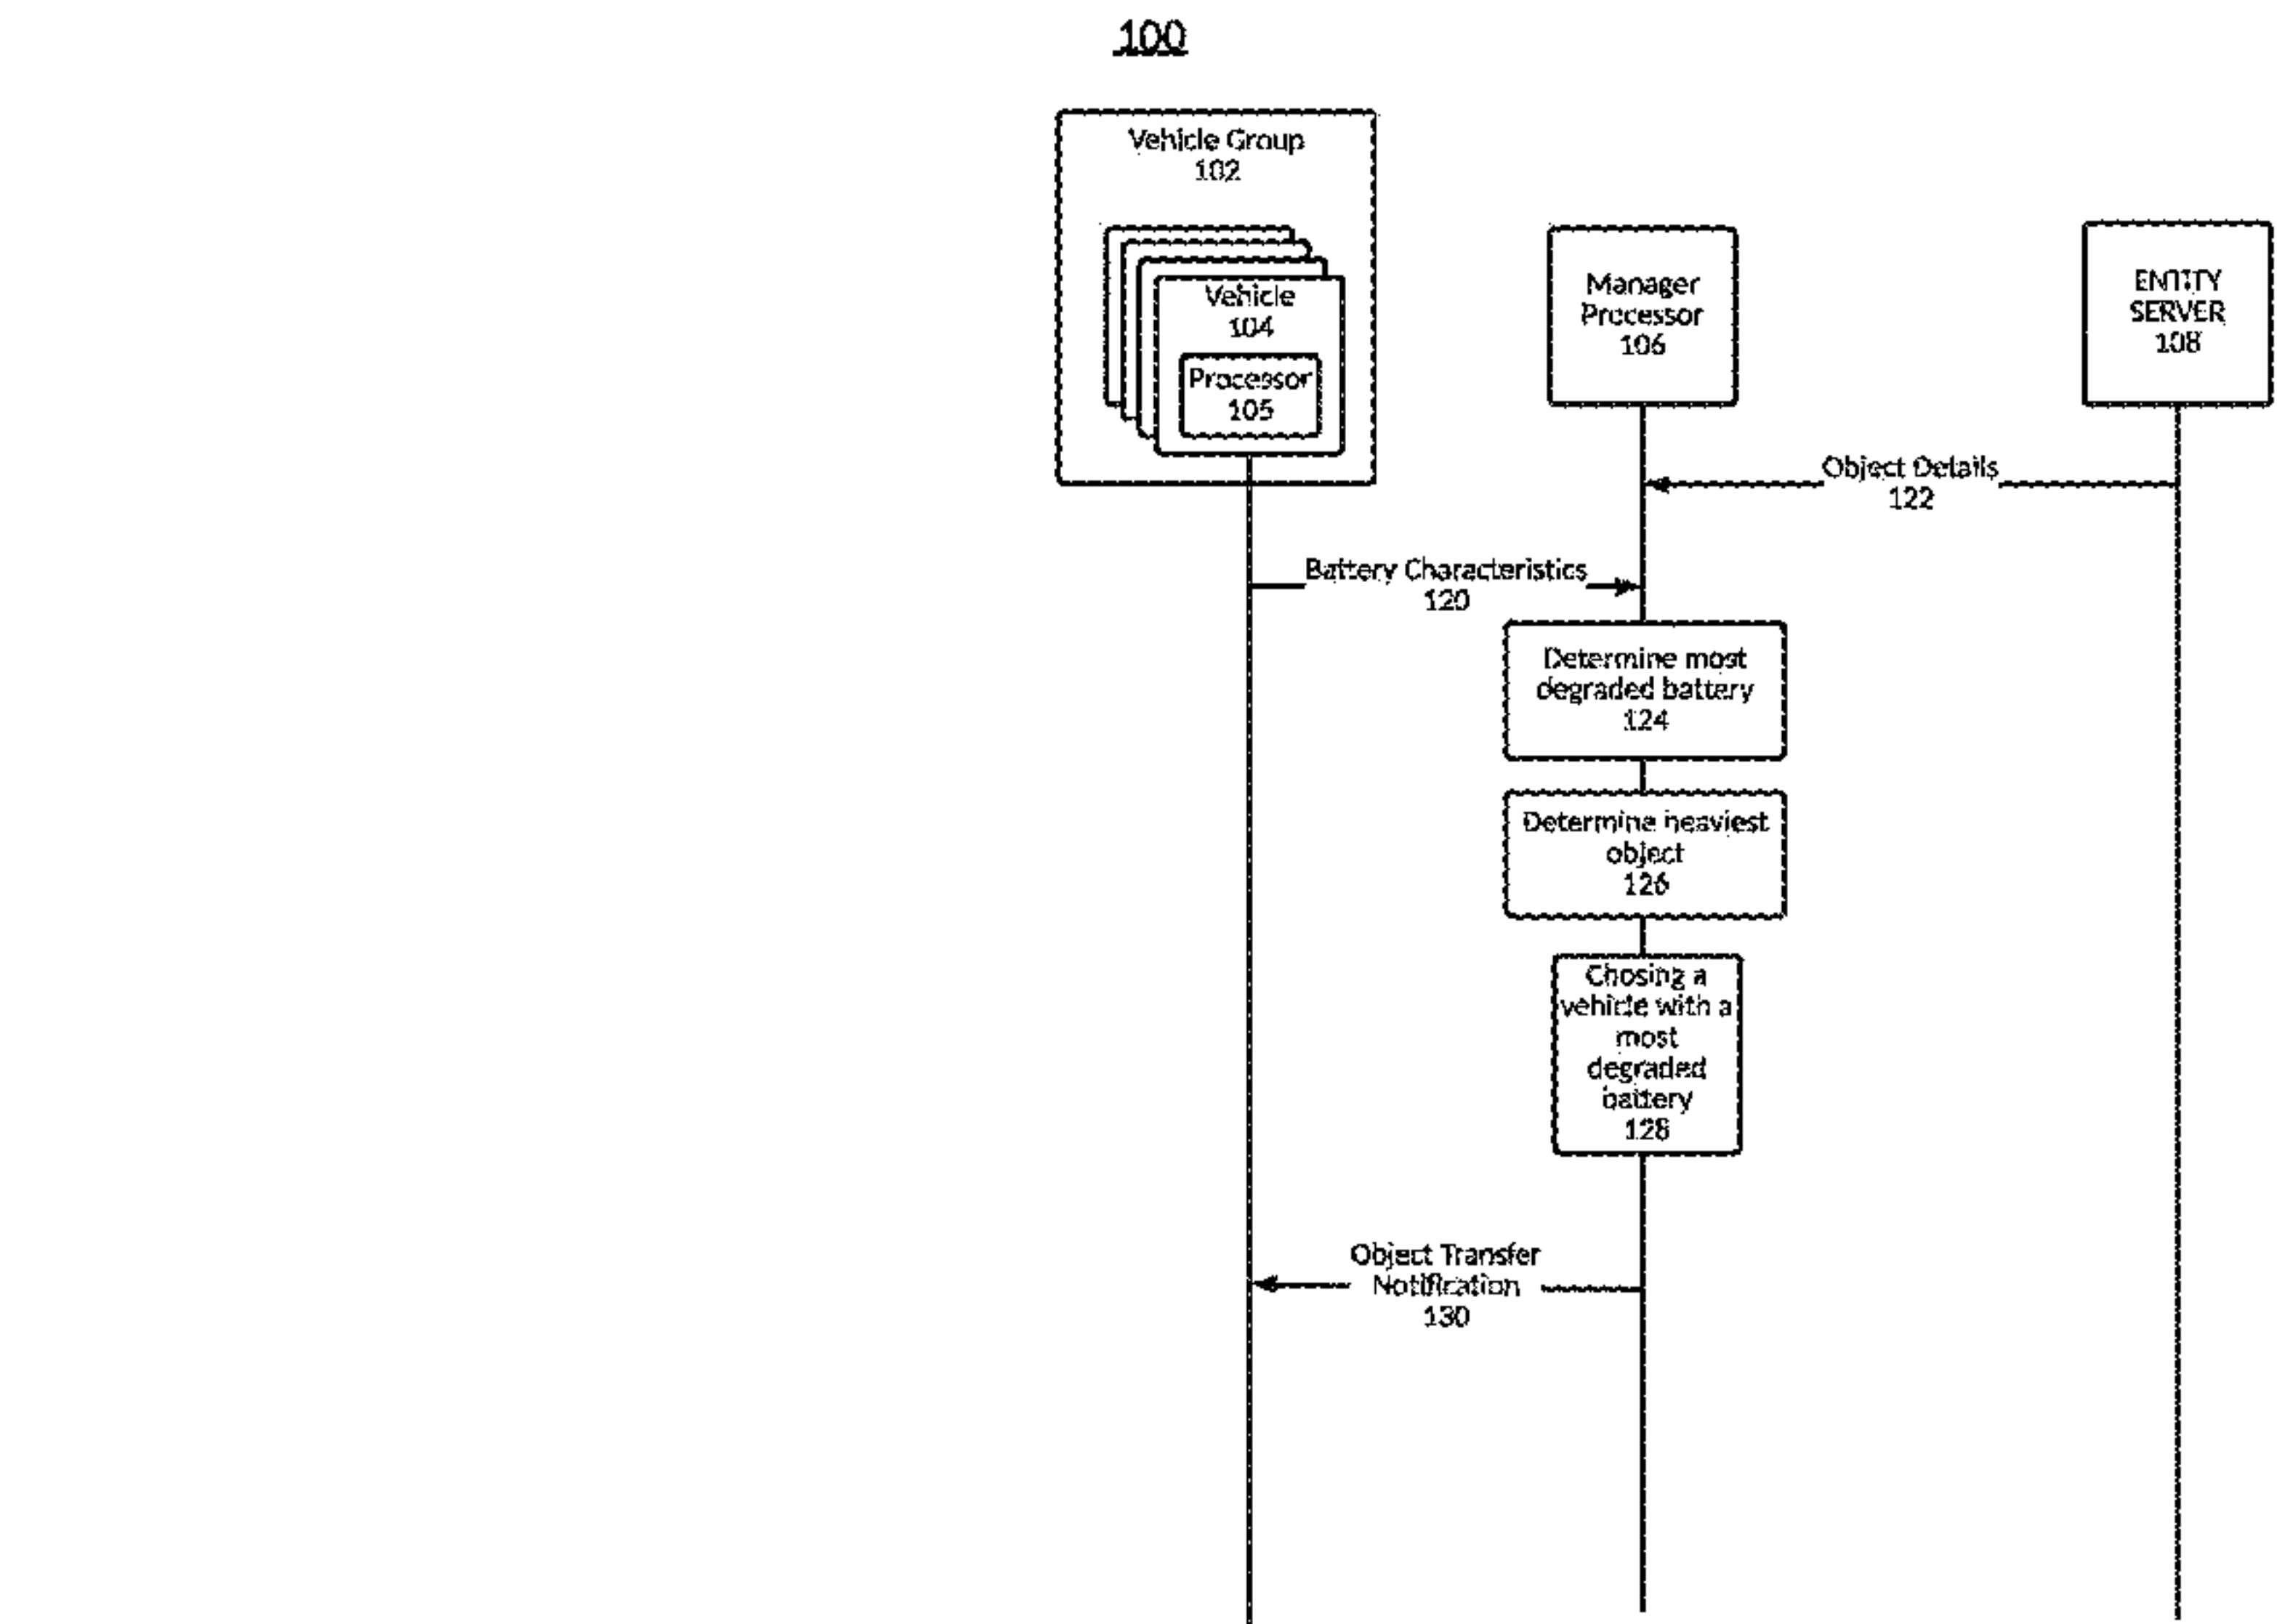 100
Vehicle Group
102
Vehicle
104
Processor
105
Manager
Processor
106
ENTITY
SERVER
108
Object Details
122
Battery Characteristics
120
Determine most
degraded battery
124
Determine heaviest
object
126
Chosing a
vehicle with a
most
degraded
battery
128
Object Transfer
Notification
130